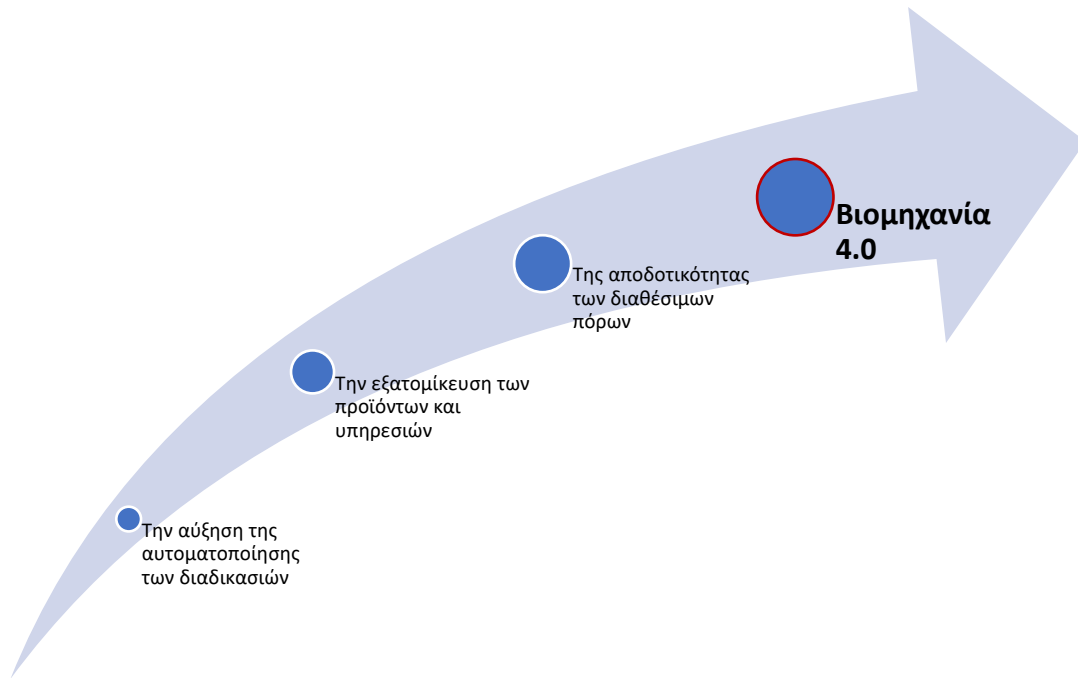 Βιομηχανία
4.0
Της αποδοτικότητας
των διαθέσιμων
πόρων
Την εξατομίκευση των
προϊόντων και
υπηρεσιών
Την αύξηση της
αυτοματοποίησης
των διαδικασιών